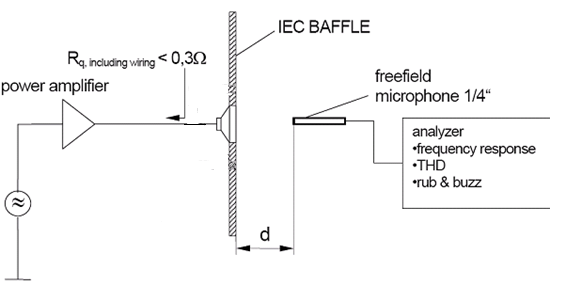 IEC BAFFLE
Rq, including wiring < 0,3Ω
power amplifier
freefield
microphone 1/4“
analyzer
•frequency response
•THD
•rub & buzz
≈
d